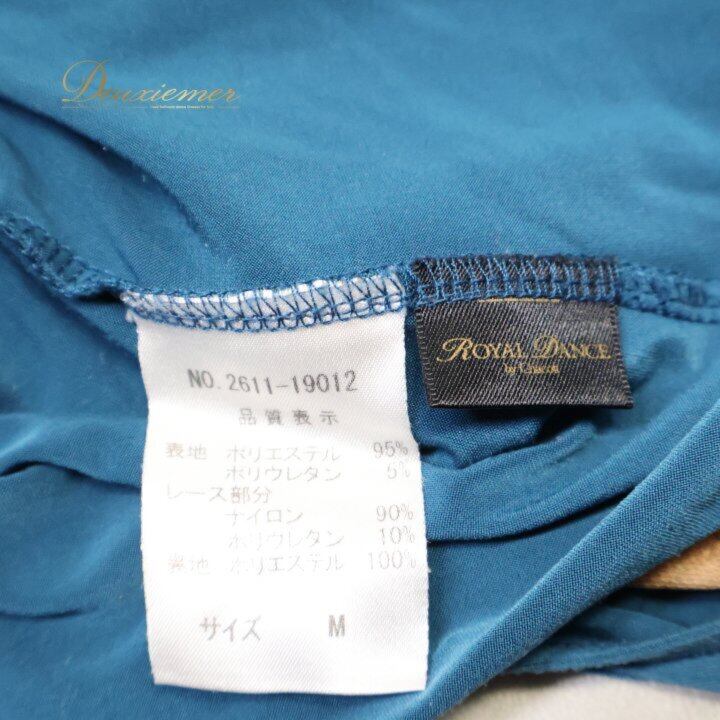 Deuxiemer
NO.2611-19012
品質表示
表地 ポリエステル 95%
ポリウレタン 5%
レース部分
ナイロン 90%
ポリウレタン 10%
裏地 ポリエステル 100%
サイズ M
ROYAL DANCE
by Chacott